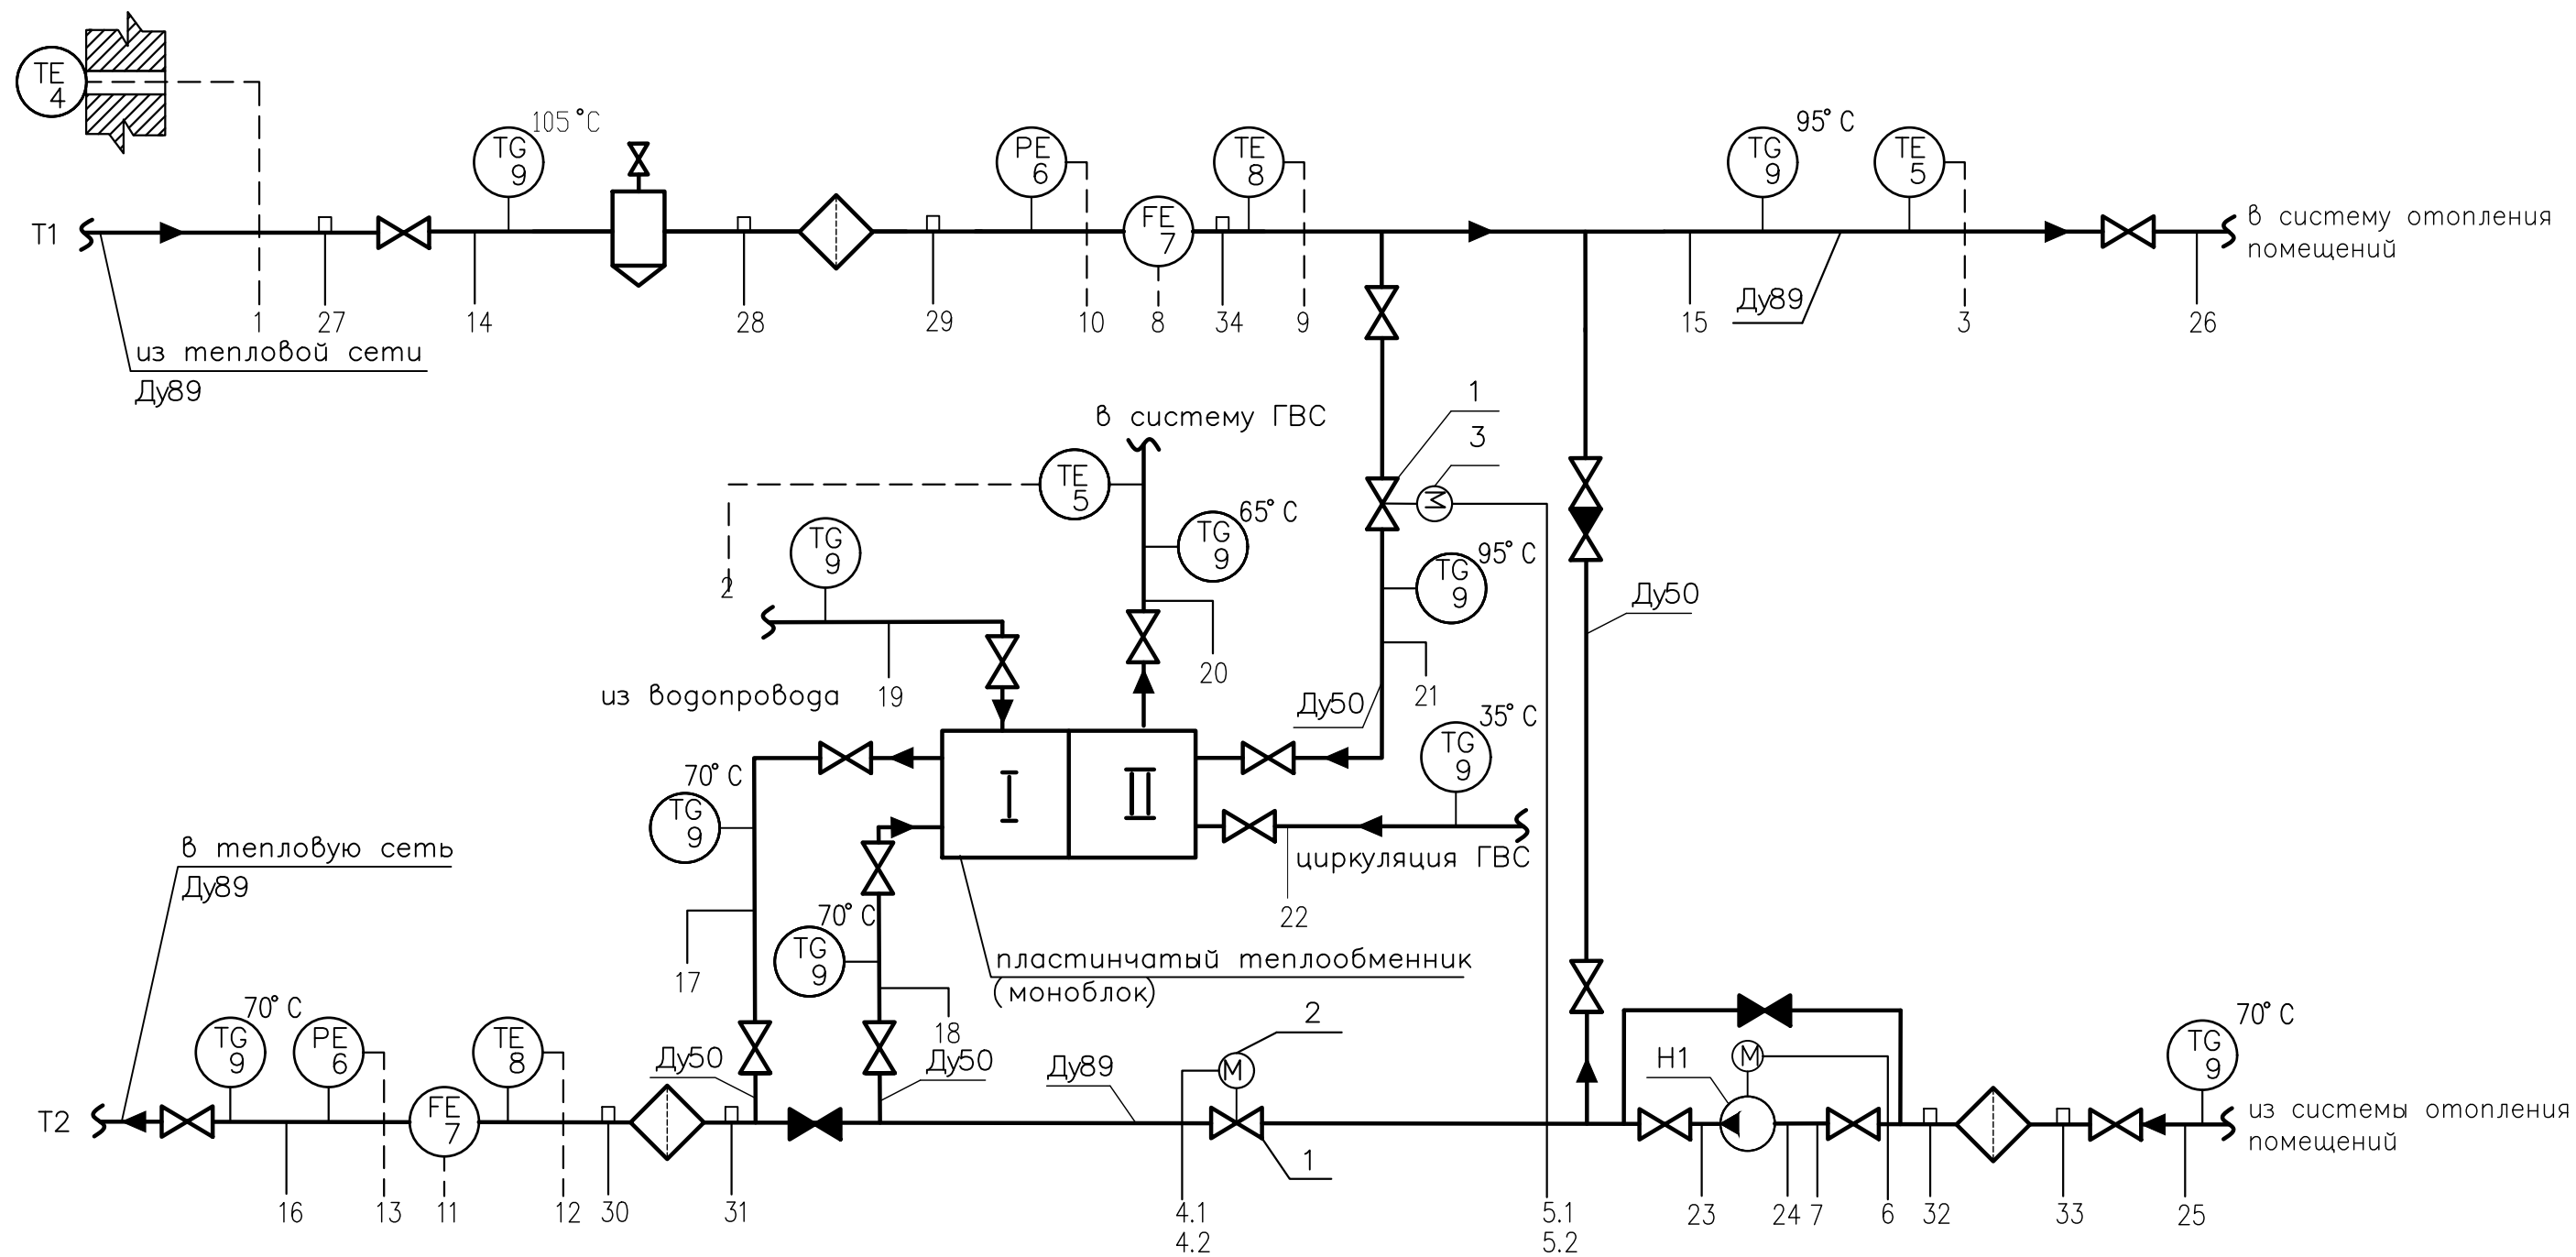 TE
4
105°C
TG
9
PE
6
TE
8
95°C
TG
9
TE
5
T1
FE
7
в систему отопления
помещений
1
27
14
28
29
10
8
34
9
15
Ду89
3
26
из тепловой сети
Ду89
1
3
M
в систему ГВС
TE
5
65°C
TG
9
TG
9
95°C
TG
9
2
Ду50
20
21
19
из водопровода
Ду50
35°C
TG
9
I
II
70°C
TG
9
циркуляция ГВС
22
в тепловую сеть
Ду89
70°C
TG
9
17
18
пластинчатый теплообменник
(моноблок)
2
M
70°C
TG
9
PE
6
TE
8
Ду50
Ду50
Ду89
H1
M
70°C
TG
9
T2
FE
7
1
из системы отопления
помещений
16
13
11
12
30
31
4.1
4.2
5.1
5.2
23
24
7
6
32
33
25